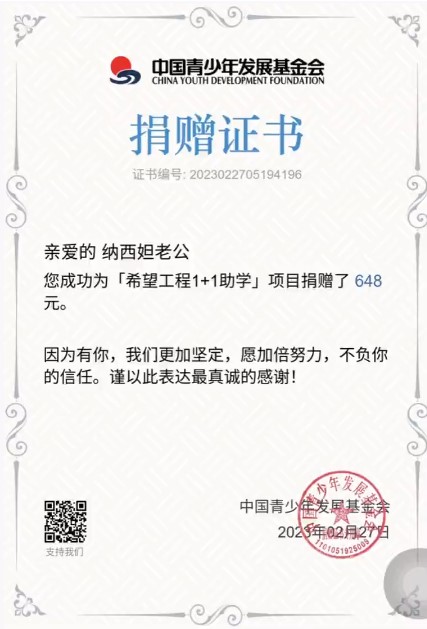 中国青少年发展基金会
CHINA YOUTH DEVELOPMENT FOUNDATION
捐赠证书
证书编号: 2023022705194196
亲爱的 纳西妲老公
您成功为「希望工程1+1助学」项目捐赠了 648
元。
因为有你，我们更加坚定，愿加倍努力，不负你
的信任。谨以此表达最真诚的感谢！
中国青少年发展基金会
2023年02月27日
中国青少年发展基金会
支持我们